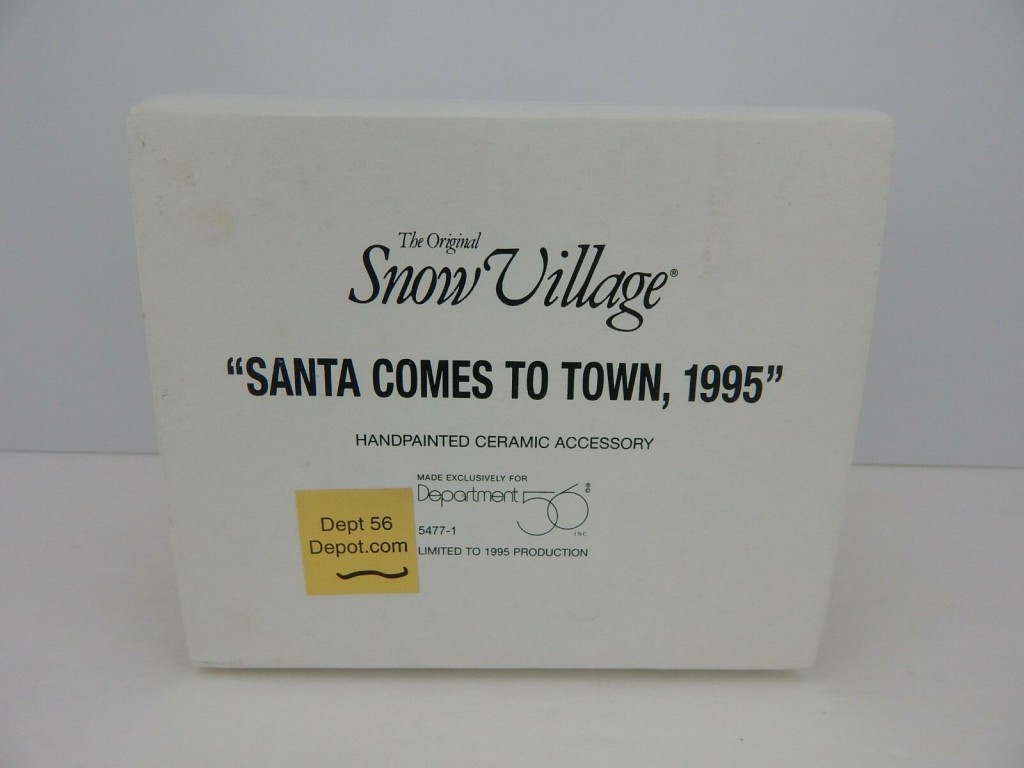 The Original
Snow Village®
“SANTA COMES TO TOWN, 1995”
HANDPAINTED CERAMIC ACCESSORY
MADE EXCLUSIVELY FOR
Department 56 ®©
INC.
5477-1
LIMITED TO 1995 PRODUCTION
Dept 56
Depot.com